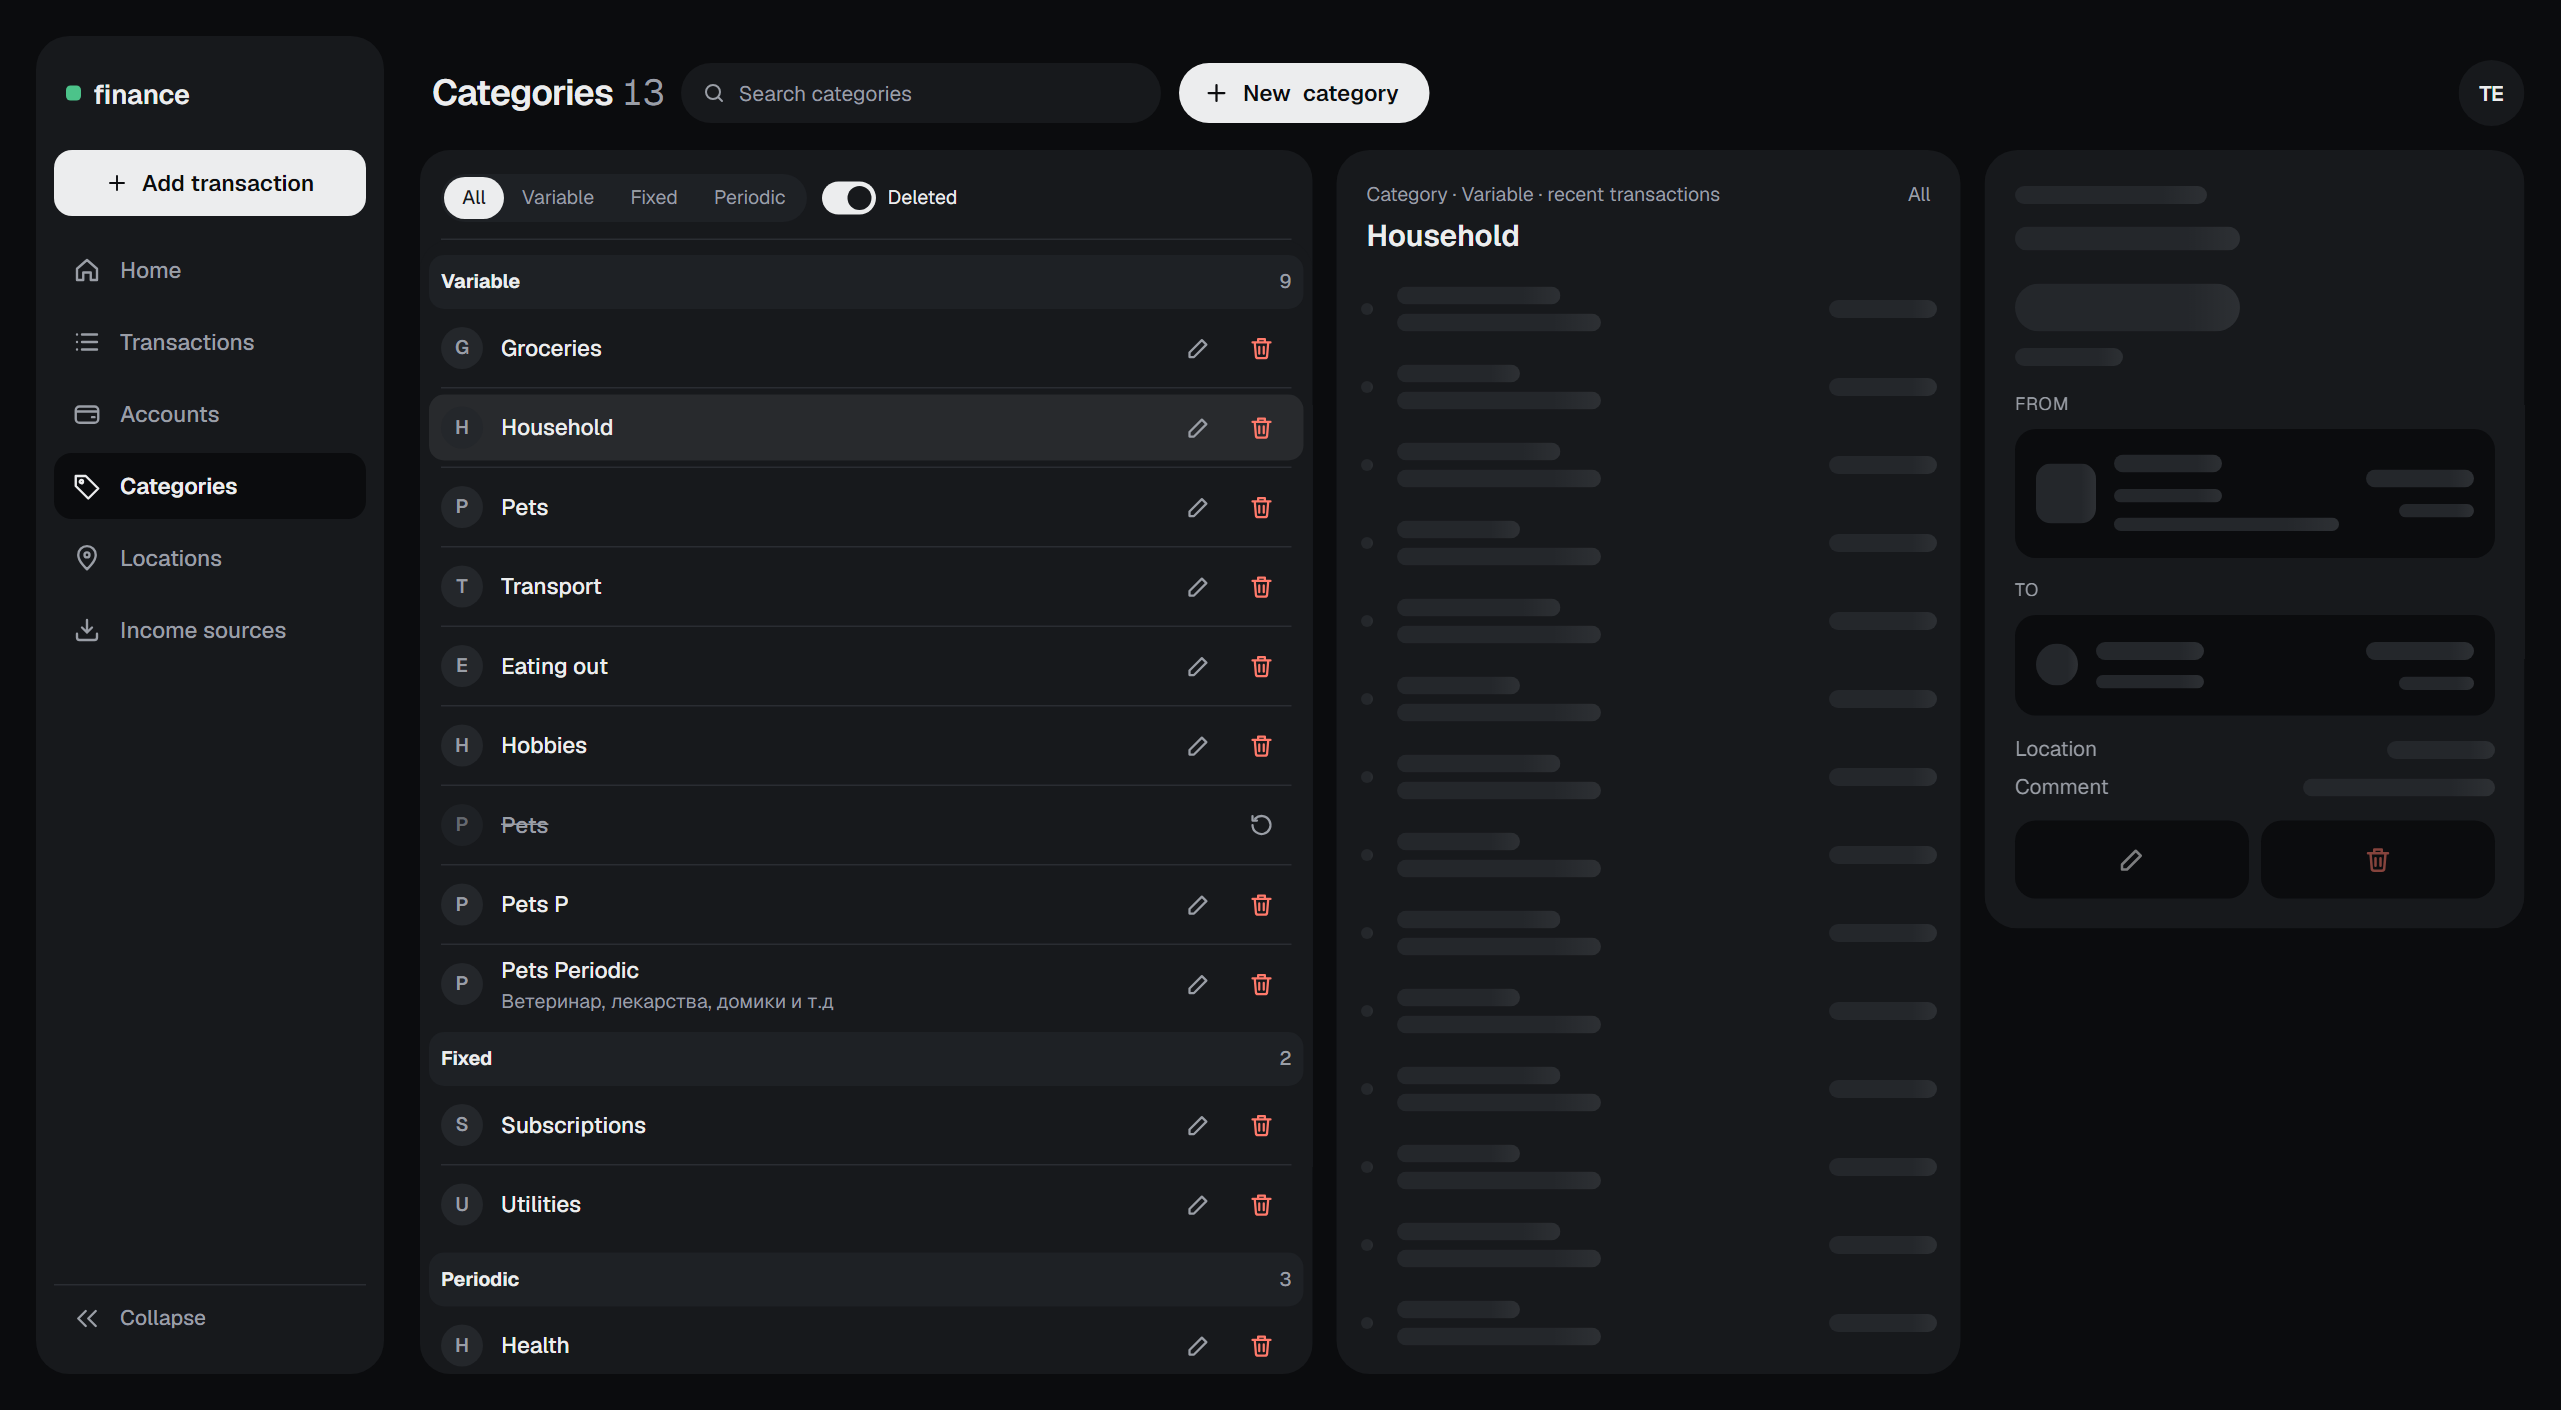 finance
Add transaction
Home
Transactions
Accounts
Categories
Locations
Income sources
Collapse
Categories 13
Search categories
New category
TE
All Variable Fixed Periodic
Deleted
Variable 9
G Groceries
H Household
P Pets
T Transport
E Eating out
H Hobbies
P Pets
P Pets P
P Pets Periodic
Ветеринар, лекарства, домики и т.д
Fixed 2
S Subscriptions
U Utilities
Periodic 3
H Health
Category · Variable · recent transactions All
Household
FROM
TO
Location
Comment